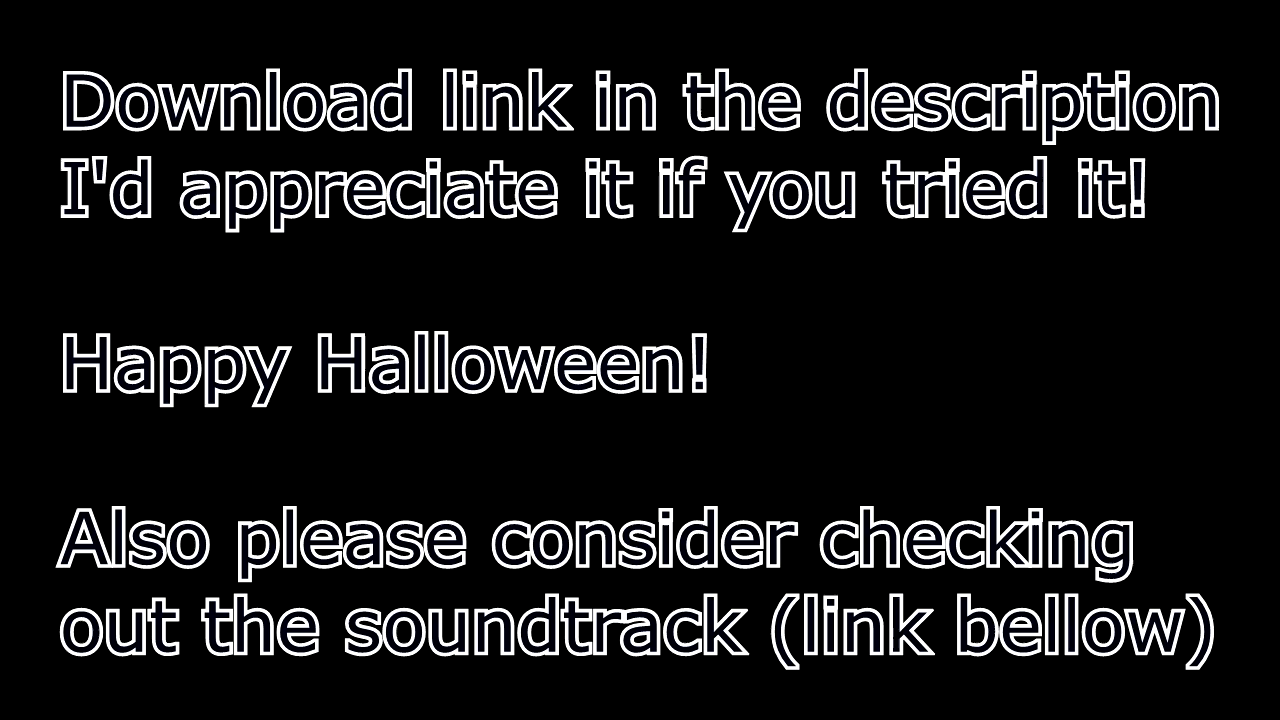 Download link in the description
I'd appreciate it if you tried it!
Happy Halloween!
Also please consider checking
out the soundtrack (link bellow)